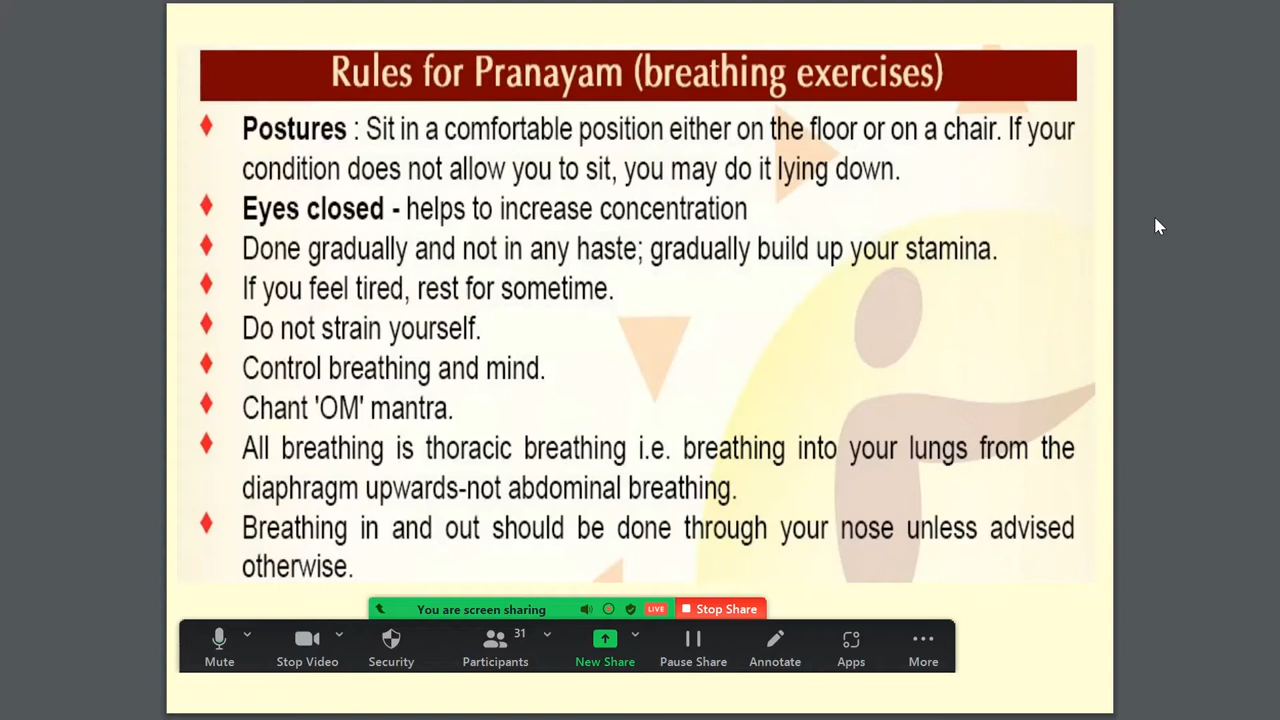 Rules for Pranayam (breathing exercises)
Postures : Sit in a comfortable position either on the floor or on a chair. If your
condition does not allow you to sit, you may do it lying down.
Eyes closed - helps to increase concentration
Done gradually and not in any haste; gradually build up your stamina.
If you feel tired, rest for sometime.
Do not strain yourself.
Control breathing and mind.
Chant 'OM' mantra.
All breathing is thoracic breathing i.e. breathing into your lungs from the
diaphragm upwards-not abdominal breathing.
Breathing in and out should be done through your nose unless advised
otherwise.
You are screen sharing LIVE Stop Share
31
Mute Stop Video Security Participants New Share Pause Share Annotate Apps More